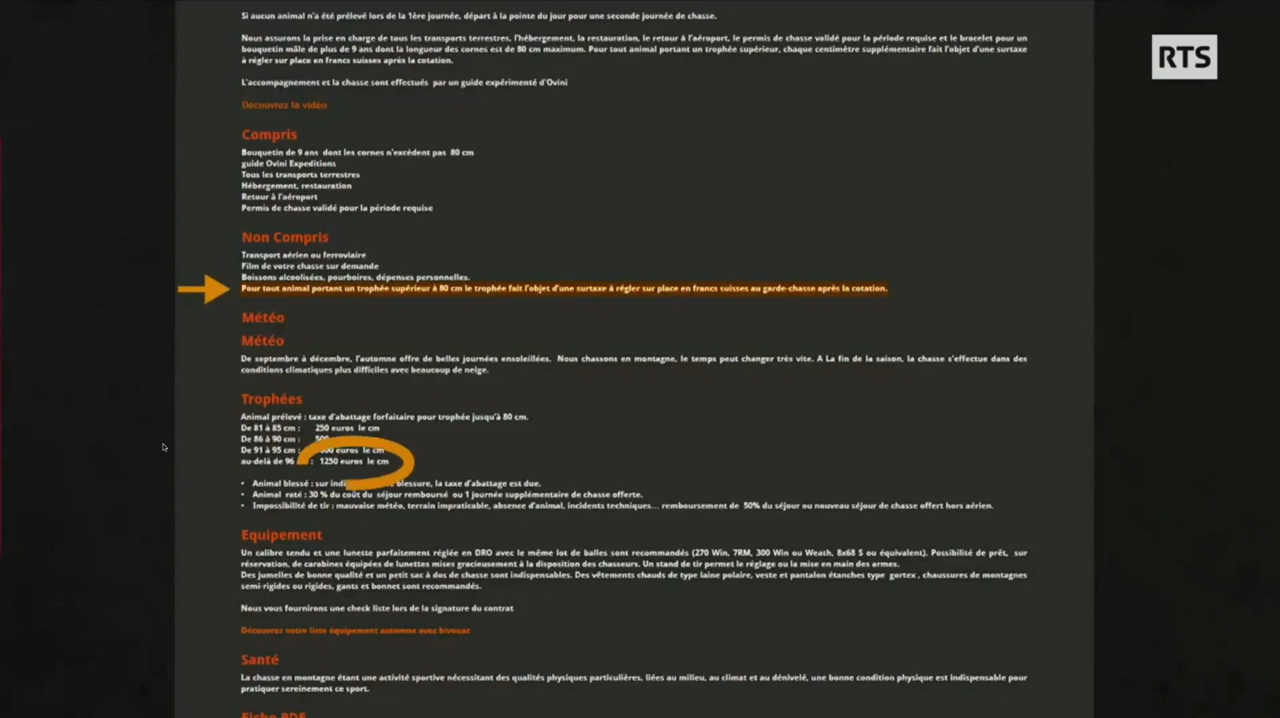 Si aucun animal n'a été prélevé lors de la 1ère journée, départ à la pointe du jour pour une seconde journée de chasse.
Nous assurons la prise en charge de tous les transports terrestres, l'hébergement, la restauration, le retour à l'aéroport, le permis de chasse validé pour la période requise et le bracelet pour un
bouquetin mâle de plus de 9 ans dont la longueur des cornes est de 80 cm maximum. Pour tout animal portant un trophée supérieur, chaque centimètre supplémentaire fait l'objet d'une surtaxe
à régler sur place en francs suisses après la cotation.
L'accompagnement et la chasse sont effectués par un guide expérimenté d'Ovini
Découvrez la vidéo
Compris
Bouquetin de 9 ans dont les cornes n'excédent pas 80 cm
guide Ovini Expeditions
Tous les transports terrestres
Hébergement, restauration
Retour à l'aéroport
Permis de chasse validé pour la période requise
Non Compris
Transport aérien ou ferroviaire
Film de votre chasse sur demande
Boissons alcoolisées, pourboires, dépenses personnelles.
Pour tout animal portant un trophée supérieur à 80 cm le trophée fait l'objet d'une surtaxe à régler sur place en francs suisses au garde-chasse après la cotation.
Météo
Météo
De septembre à décembre, l'automne offre de belles journées ensoleillées. Nous chassons en montagne, le temps peut changer très vite. A La fin de la saison, la chasse s'effectue dans des
conditions climatiques plus difficiles avec beaucoup de neige.
Trophées
Animal prélevé : taxe d'abattage forfaitaire pour trophée jusqu'à 80 cm.
De 81 à 85 cm : 250 euros le cm
De 86 à 90 cm :
De 91 à 95 cm : euros le cm
au-delà de 96 : 1250 euros le cm
• Animal blessé : sur blessure, la taxe d'abattage est due.
• Animal raté : 30 % du coût du séjour remboursé ou 1 journée supplémentaire de chasse offerte.
• Impossibilité de tir : mauvaise météo, terrain impraticable, absence d'animal, incidents techniques... remboursement de 50% du séjour ou nouveau séjour de chasse offert hors aérien.
Equipement
Un calibre tendu et une lunette parfaitement réglée en DRO avec le même lot de balles sont recommandés (270 Win, 7RM, 300 Win ou Weath, 8x68 S ou équivalent). Possibilité de prêt, sur
réservation, de carabines équipées de lunettes mises gracieusement à la disposition des chasseurs. Un stand de tir permet le réglage ou la mise en main des armes.
Des jumelles de bonne qualité et un petit sac à dos de chasse sont indispensables. Des vêtements chauds de type laine polaire, veste et pantalon étanches type gortex, chaussures de montagnes
semi-rigides ou rigides, gants et bonnet sont recommandés.
Nous vous fournirons une check liste lors de la signature du contrat
Découvrez notre liste équipement automne avec bivouac
Santé
La chasse en montagne étant une activité sportive nécessitant des qualités physiques particulières, liées au milieu, au climat et au dénivelé, une bonne condition physique est indispensable pour
pratiquer sereinement ce sport.
Fiche PDF
RTS